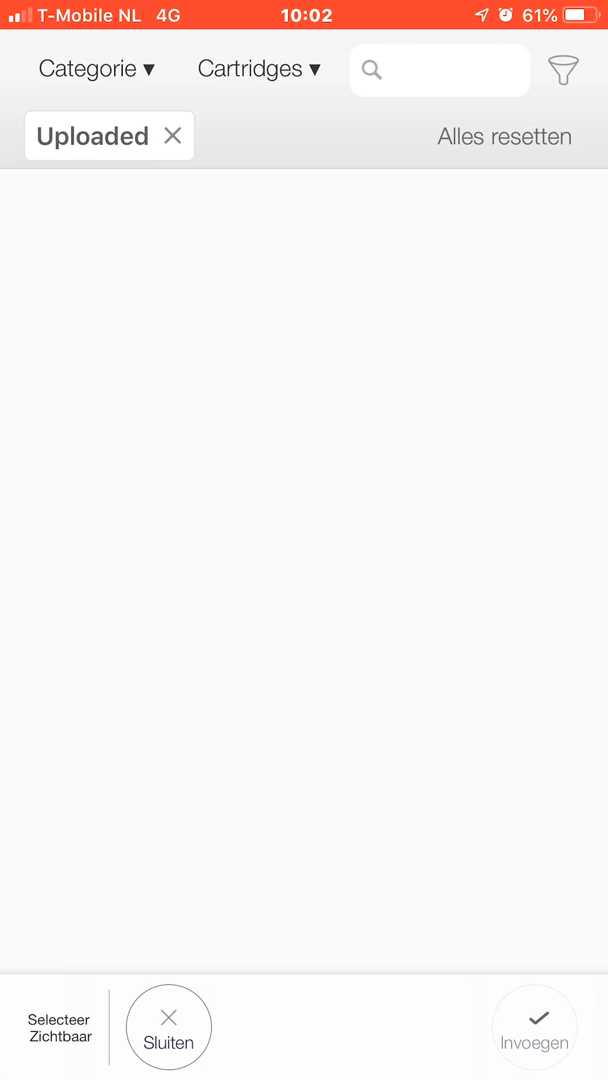 T-Mobile NL 4G 10:02 61%
Categorie ▾ Cartridges ▾
Uploaded Alles resetten
Selecteer
Zichtbaar
Sluiten
Invoegen